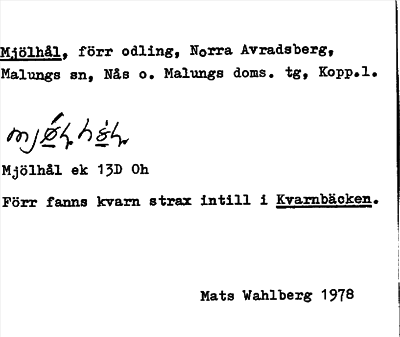 Mjölhål, förr odling, Norra Avradsberg,
Malungs sn, Nås o. Malungs doms. tg, Kopp.l.
Mjölhål ek 13D 0h
Förr fanns kvarn strax intill i Kvarnbäcken.
Mats Wahlberg 1978